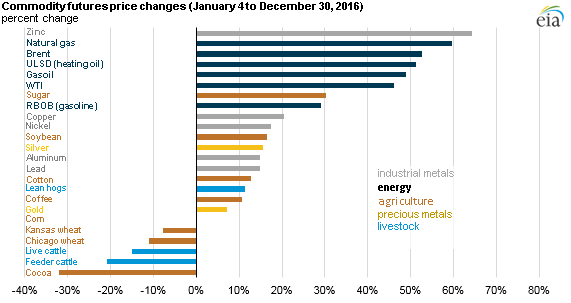 Commodity futures price changes (January 4 to December 30, 2016)
percent change
eia
Zinc
Natural gas
Brent
ULSD (heating oil)
Gasoil
WTI
Sugar
RBOB (gasoline)
Copper
Nickel
Soybean
Silver
Aluminum
Lead
Cotton
Lean hogs
Coffee
Gold
Corn
Kansas wheat
Chicago wheat
Live cattle
Feeder cattle
Cocoa
industrial metals
energy
agriculture
precious metals
livestock
-40% -30% -20% -10% 0% 10% 20% 30% 40% 50% 60% 70% 80%